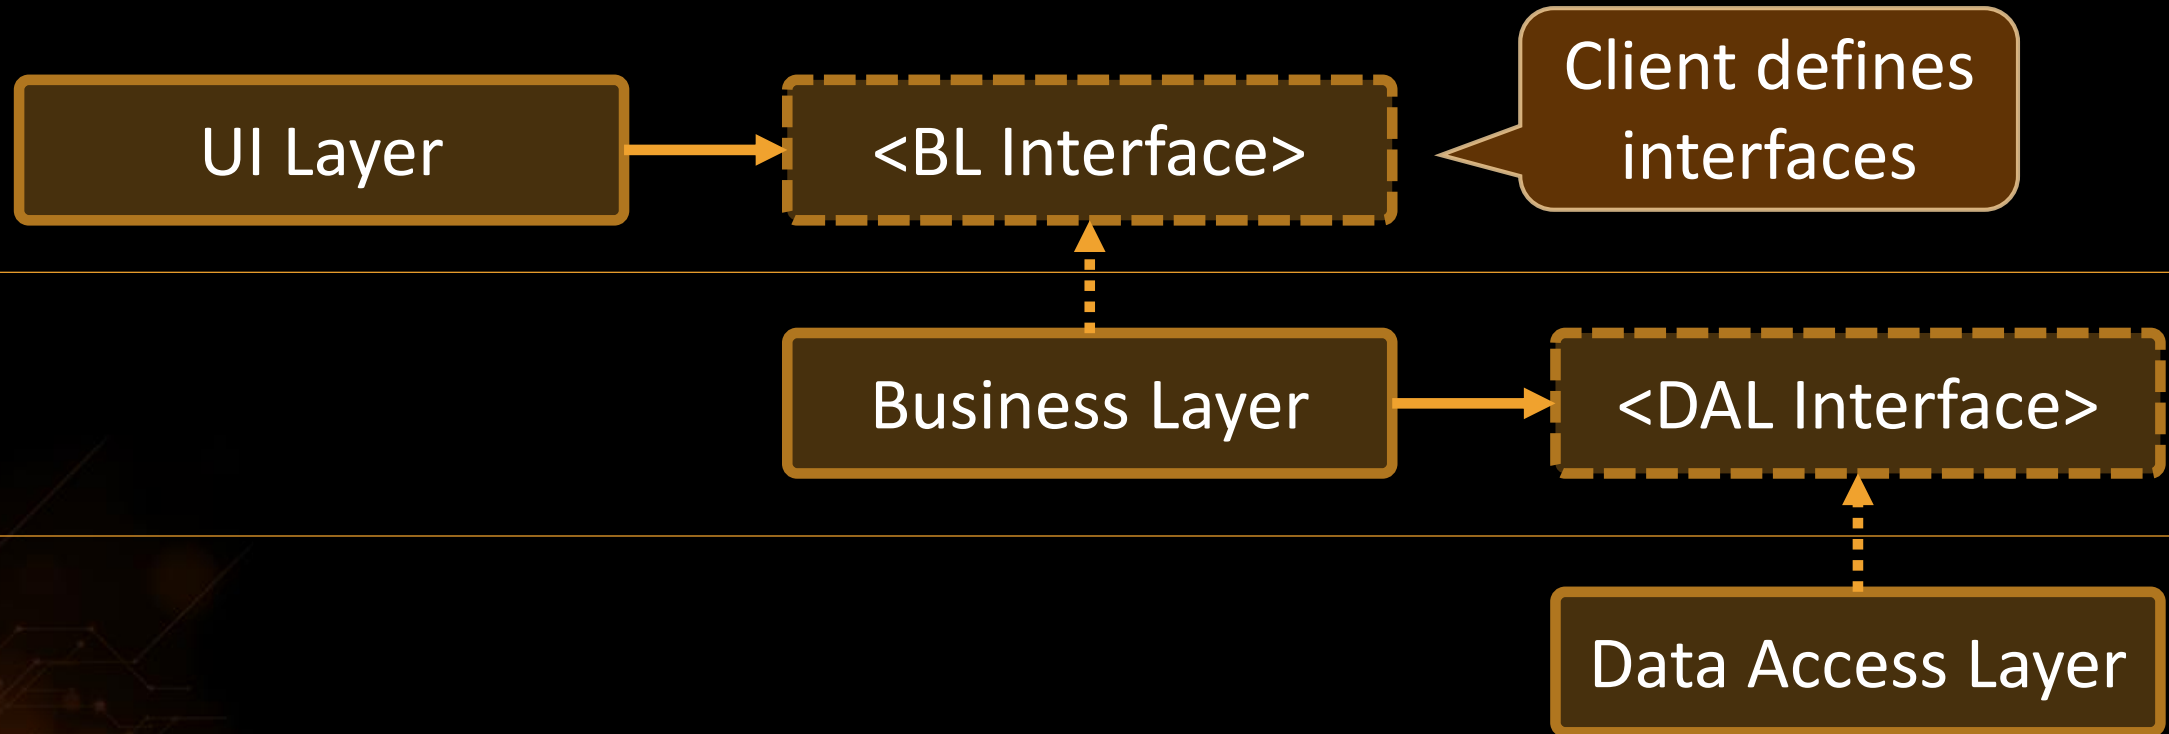 UI Layer
<BL Interface>
Client defines
interfaces
Business Layer
<DAL Interface>
Data Access Layer